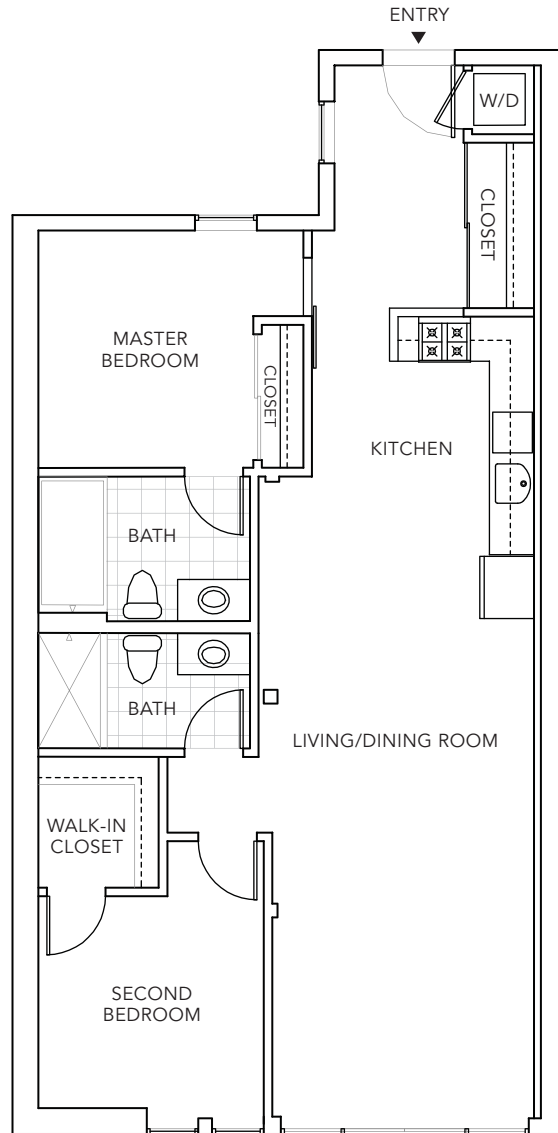 ENTRY
W/D
CLOSET
MASTER
BEDROOM
CLOSET
KITCHEN
BATH
BATH
LIVING/DINING ROOM
WALK-IN
CLOSET
SECOND
BEDROOM